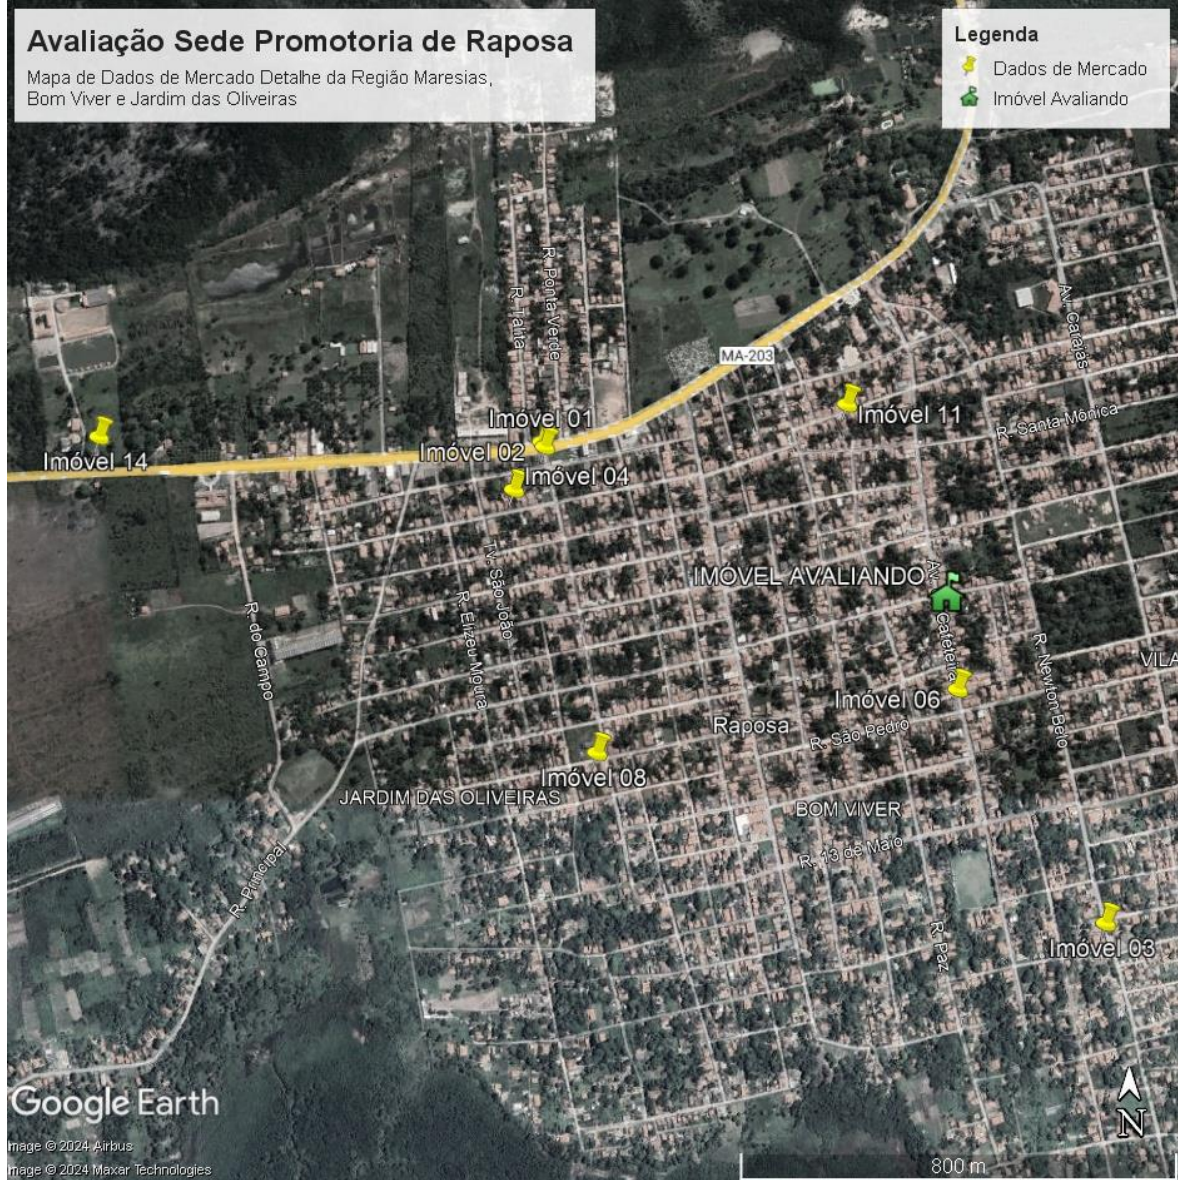 Avaliação Sede Promotoria de Raposa
Mapa de Dados de Mercado Detalhe da Região Maresias,
Bom Viver e Jardim das Oliveiras
Legenda
Dados de Mercado
Imóvel Avaliando
R. Ponta Verde
R. Talita
Av. Carajás
MA-203
Imóvel 01
Imóvel 11
R. Santa Mônica
Imóvel 02
Imóvel 14
Imóvel 04
IMÓVEL AVALIANDO
Av. Cafeteira
Tv. São João
R. Elizeu Moura
R. do Campo
R. Newton Belo
VILA
Imóvel 06
Raposa
R. São Pedro
Imóvel 08
JARDIM DAS OLIVEIRAS
BOM VIVER
R. 13 de Maio
R. Principal
R. Paz
Imóvel 03
N
Google Earth
Image © 2024 Airbus
Image © 2024 Maxar Technologies
800 m